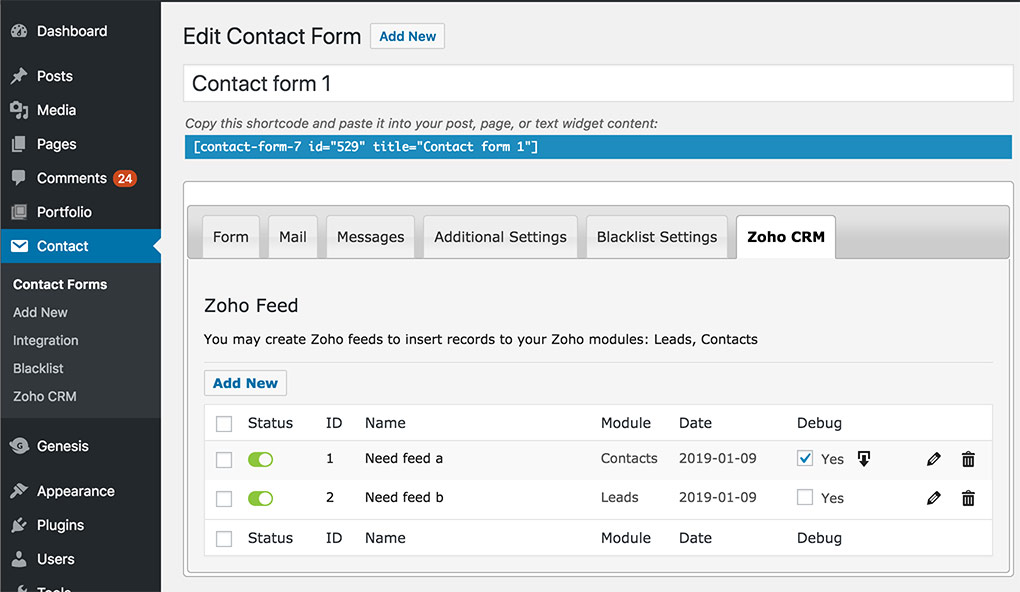 Dashboard
Posts
Media
Pages
Comments 24
Portfolio
Contact
Contact Forms
Add New
Integration
Blacklist
Zoho CRM
Genesis
Appearance
Plugins
Users
Tools
Edit Contact Form Add New
Contact form 1
Copy this shortcode and paste it into your post, page, or text widget content:
[contact-form-7 id="529" title="Contact form 1"]
Form Mail Messages Additional Settings Blacklist Settings Zoho CRM
Zoho Feed
You may create Zoho feeds to insert records to your Zoho modules: Leads, Contacts
Add New
Status ID Name Module Date Debug
1 Need feed a Contacts 2019-01-09 Yes
2 Need feed b Leads 2019-01-09 Yes
Status ID Name Module Date Debug